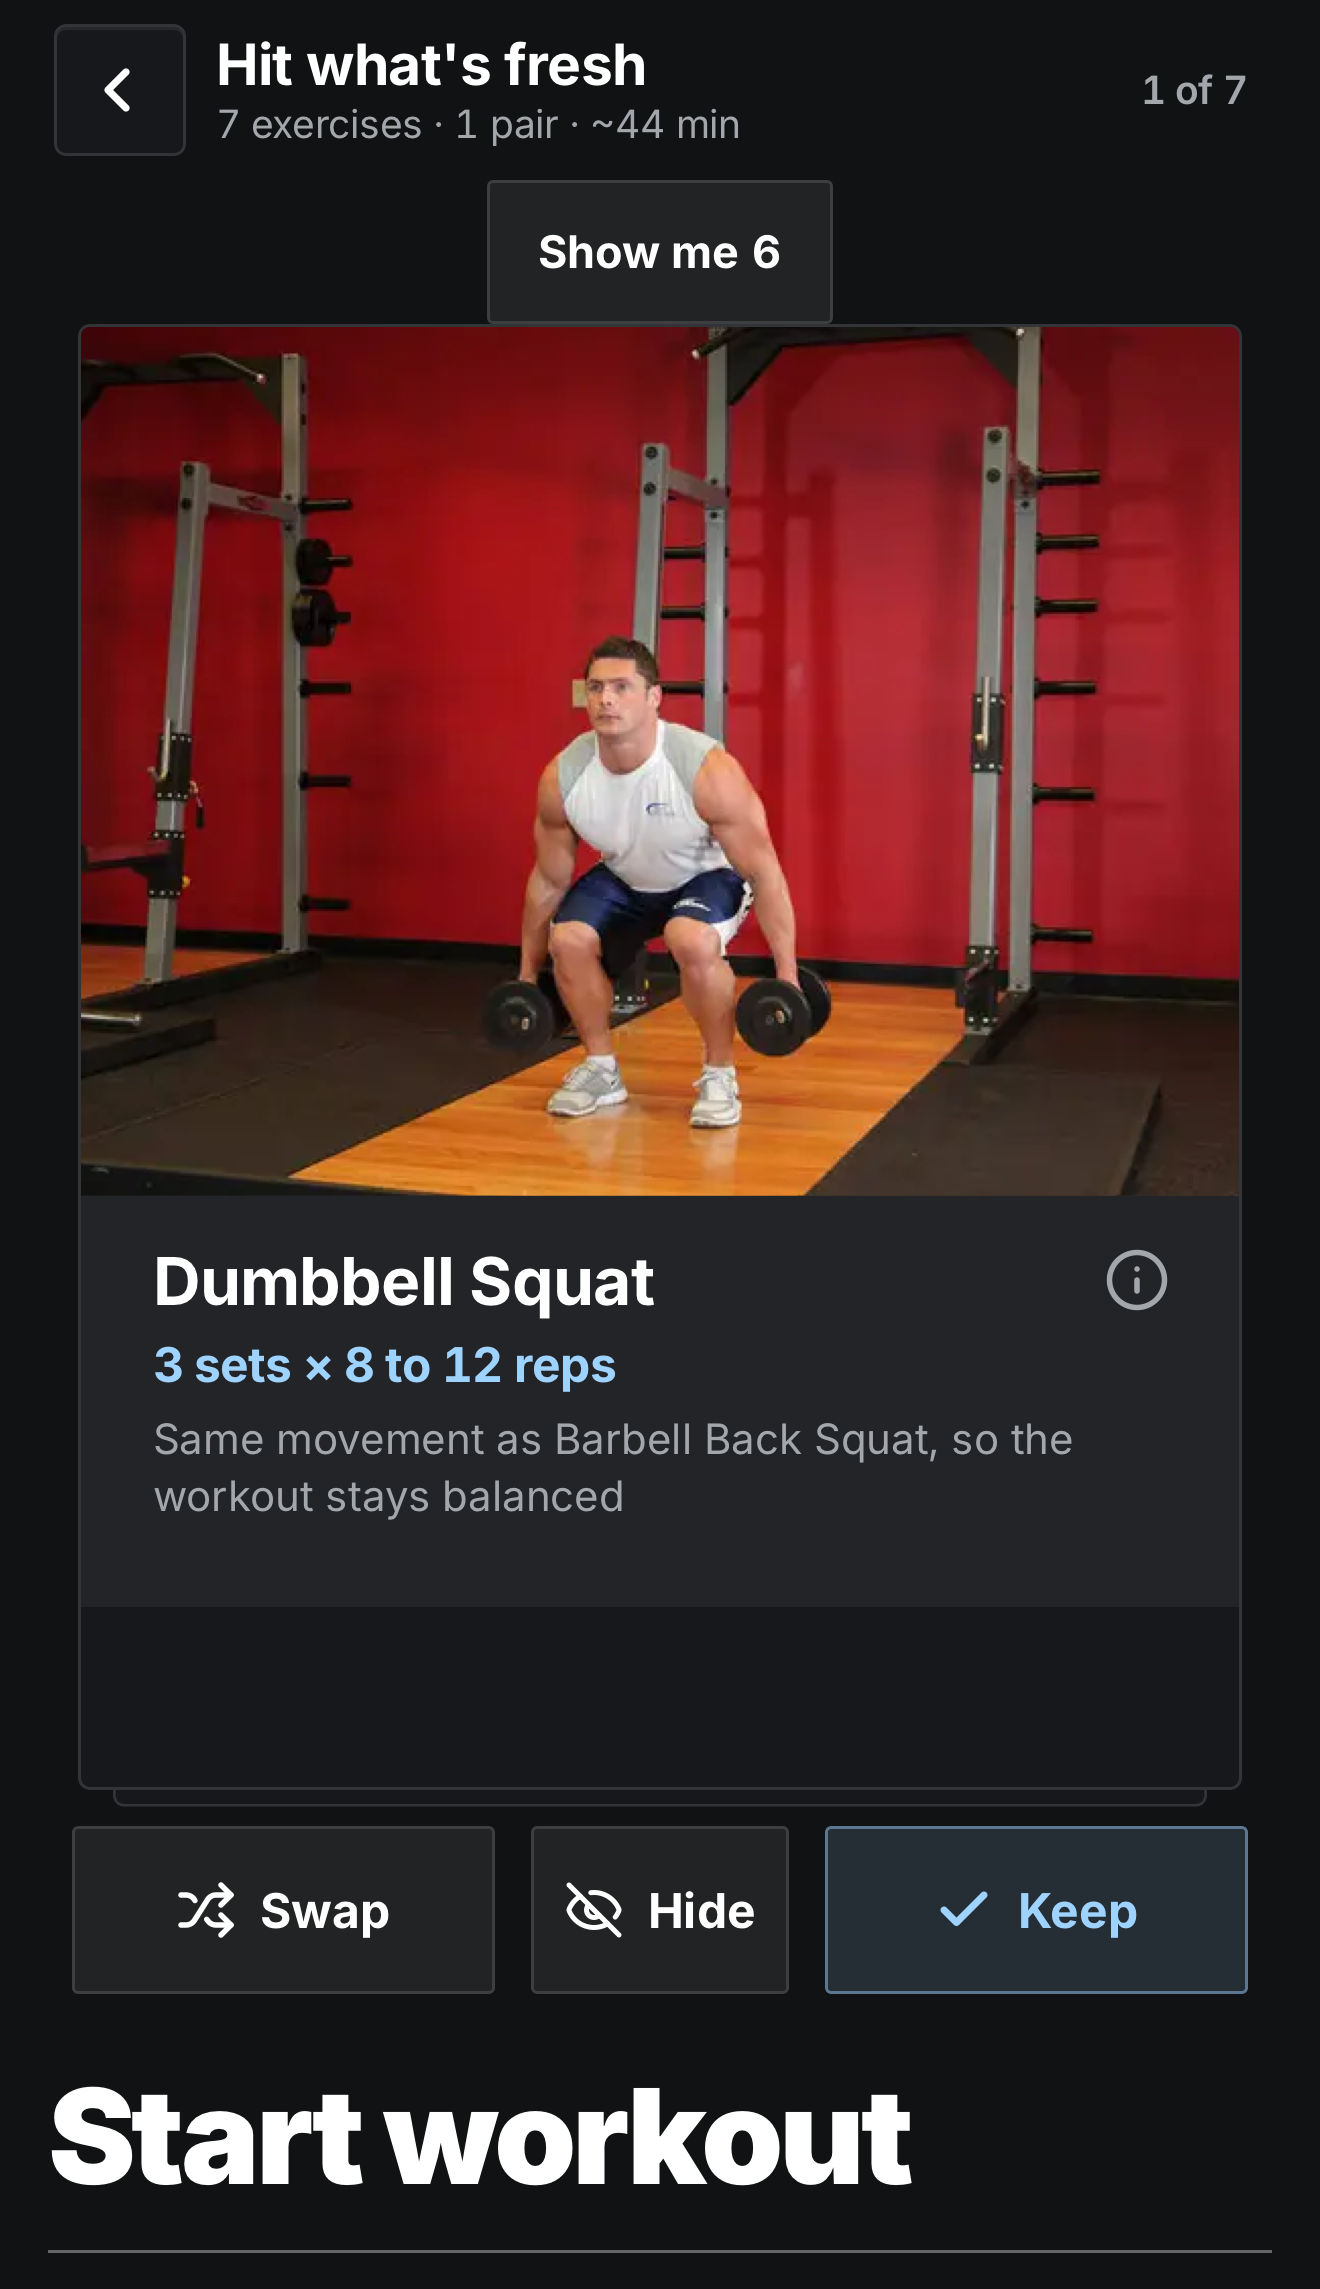 Hit what's fresh
7 exercises · 1 pair · ~44 min
1 of 7
Show me 6
Dumbbell Squat
3 sets × 8 to 12 reps
Same movement as Barbell Back Squat, so the
workout stays balanced
Swap
Hide
Keep
Start workout